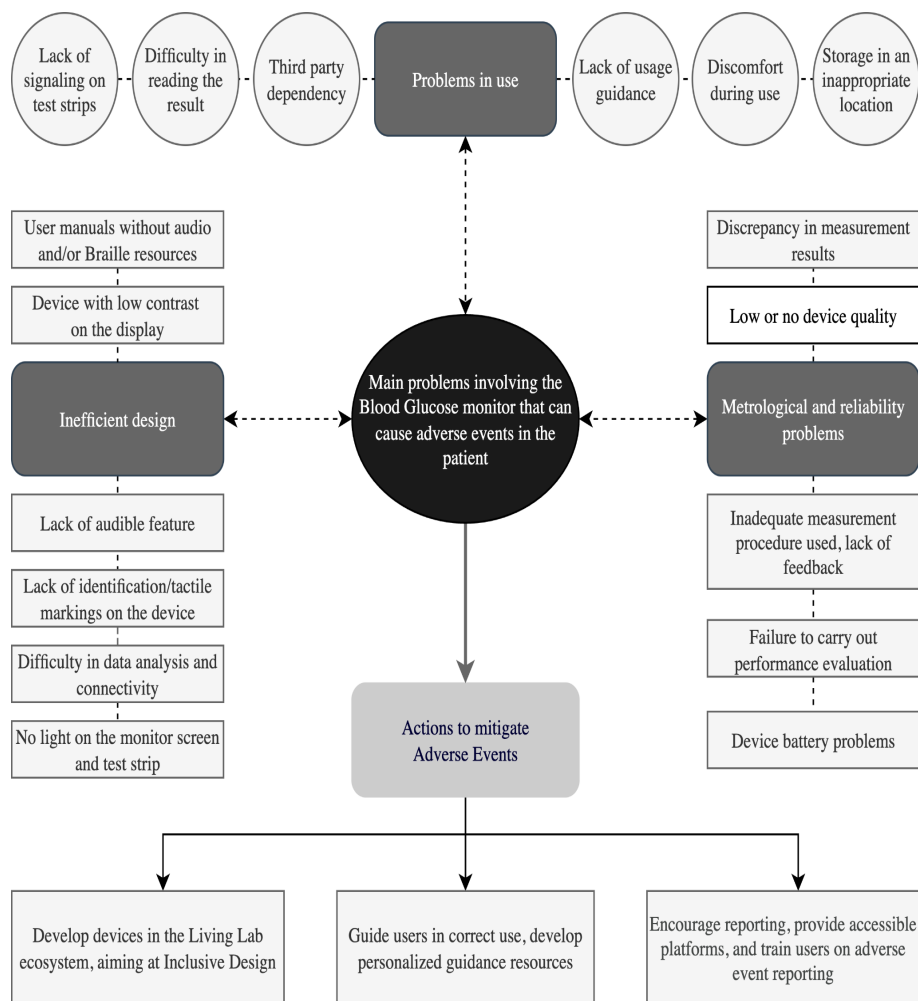 Lack of
signaling on
test strips
Difficulty in
reading the
result
Third party
dependency
Problems in use
Lack of usage
guidance
Discomfort
during use
Storage in an
inappropriate
location
User manuals without audio
and/or Braille resources
Device with low contrast
on the display
Inefficient design
Lack of audible feature
Lack of identification/tactile
markings on the device
Difficulty in data analysis and
connectivity
No light on the monitor screen
and test strip
Main problems involving the
Blood Glucose monitor that can
cause adverse events in the
patient
Discrepancy in measurement
results
Low or no device quality
Metrological and reliability
problems
Inadequate measurement
procedure used, lack of
feedback
Failure to carry out
performance evaluation
Device battery problems
Actions to mitigate
Adverse Events
Develop devices in the Living Lab
ecosystem, aiming at Inclusive Design
Guide users in correct use, develop
personalized guidance resources
Encourage reporting, provide accessible
platforms, and train users on adverse
event reporting